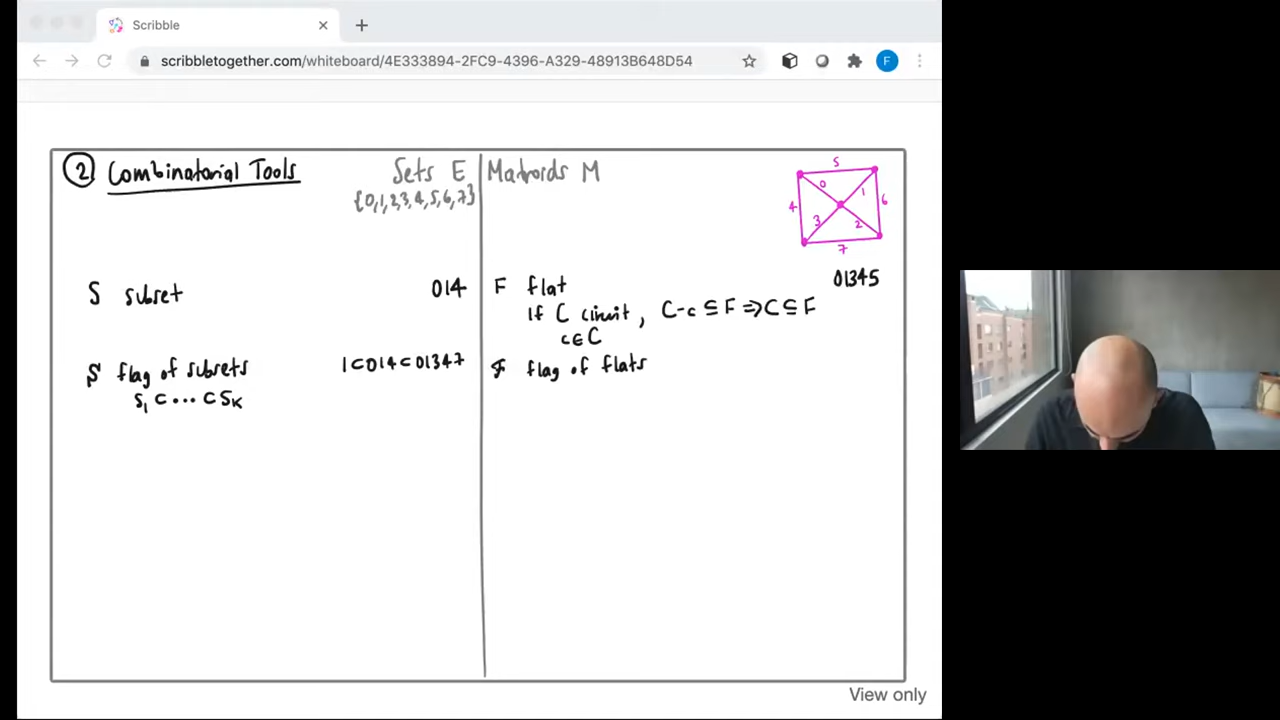 Scribble
scribbletogether.com/whiteboard/4E333894-2FC9-4396-A329-48913B648D54
F
② Combinatorial Tools
Sets E
{0,1,2,3,4,5,6,7}
Matroids M
5
0
1
4
6
3
2
7
S subset 014
F flat 01345
If C circuit, C-c ⊆ F ⇒ C ⊆ F
c∈C
S flag of subsets 1⊂014⊂01347
S₁ ⊂ ... ⊂ Sₖ
F flag of flats
View only